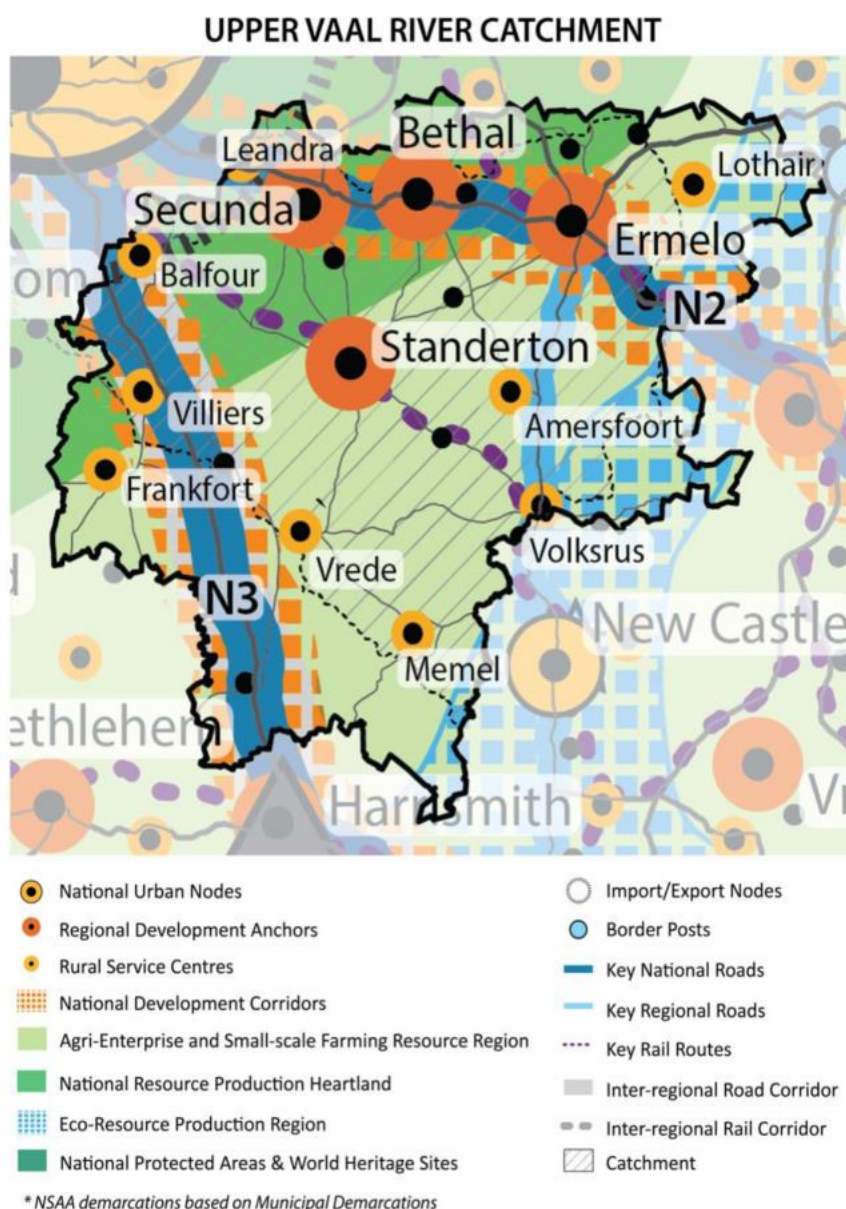 UPPER VAAL RIVER CATCHMENT
Bethal
Leandra
Lothair
Secunda
Ermelo
Balfour
om
N2
Standerton
Villiers
Amersfoort
Frankfort
Volksrus
Vrede
d
N3
New Castle
Memel
ethlehem
Harrismith
Vr
National Urban Nodes
Regional Development Anchors
Rural Service Centres
National Development Corridors
Agri-Enterprise and Small-scale Farming Resource Region
National Resource Production Heartland
Eco-Resource Production Region
National Protected Areas & World Heritage Sites
Import/Export Nodes
Border Posts
Key National Roads
Key Regional Roads
Key Rail Routes
Inter-regional Road Corridor
Inter-regional Rail Corridor
Catchment
* NSAA demarcations based on Municipal Demarcations